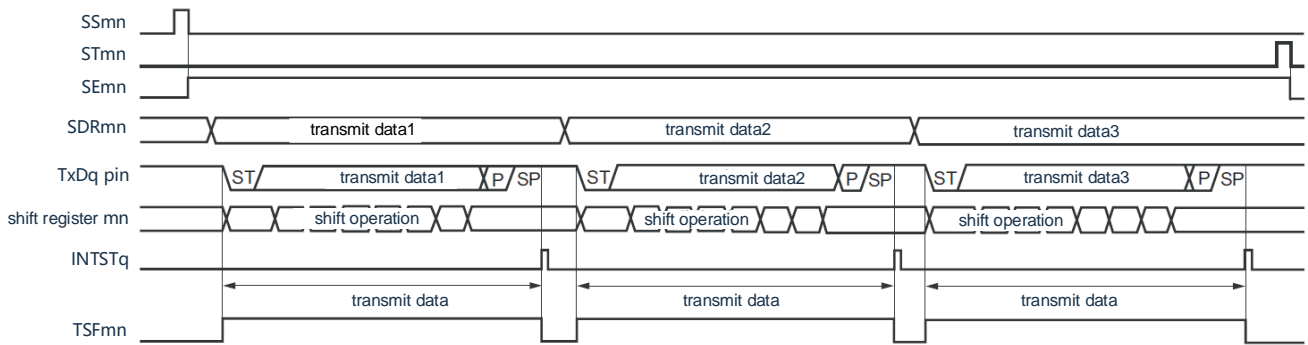 SSmn
STmn
SEmn
SDRmn transmit data1 transmit data2 transmit data3
TxDq pin ST transmit data1 P SP ST transmit data2 P SP ST transmit data3 P SP
shift register mn shift operation shift operation shift operation
INTSTq
transmit data transmit data transmit data
TSFmn